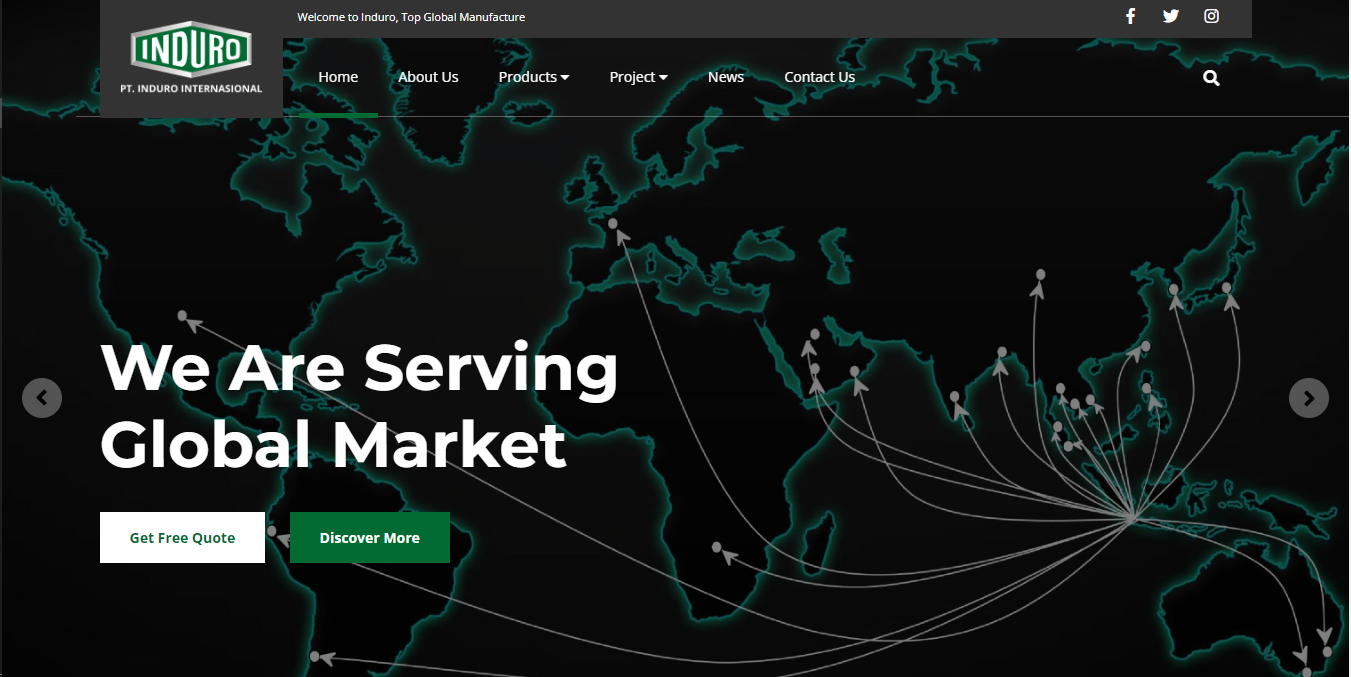 Welcome to Induro, Top Global Manufacture
INDURO
PT. INDURO INTERNASIONAL
Home
About Us
Products
Project
News
Contact Us
We Are Serving
Global Market
Get Free Quote
Discover More